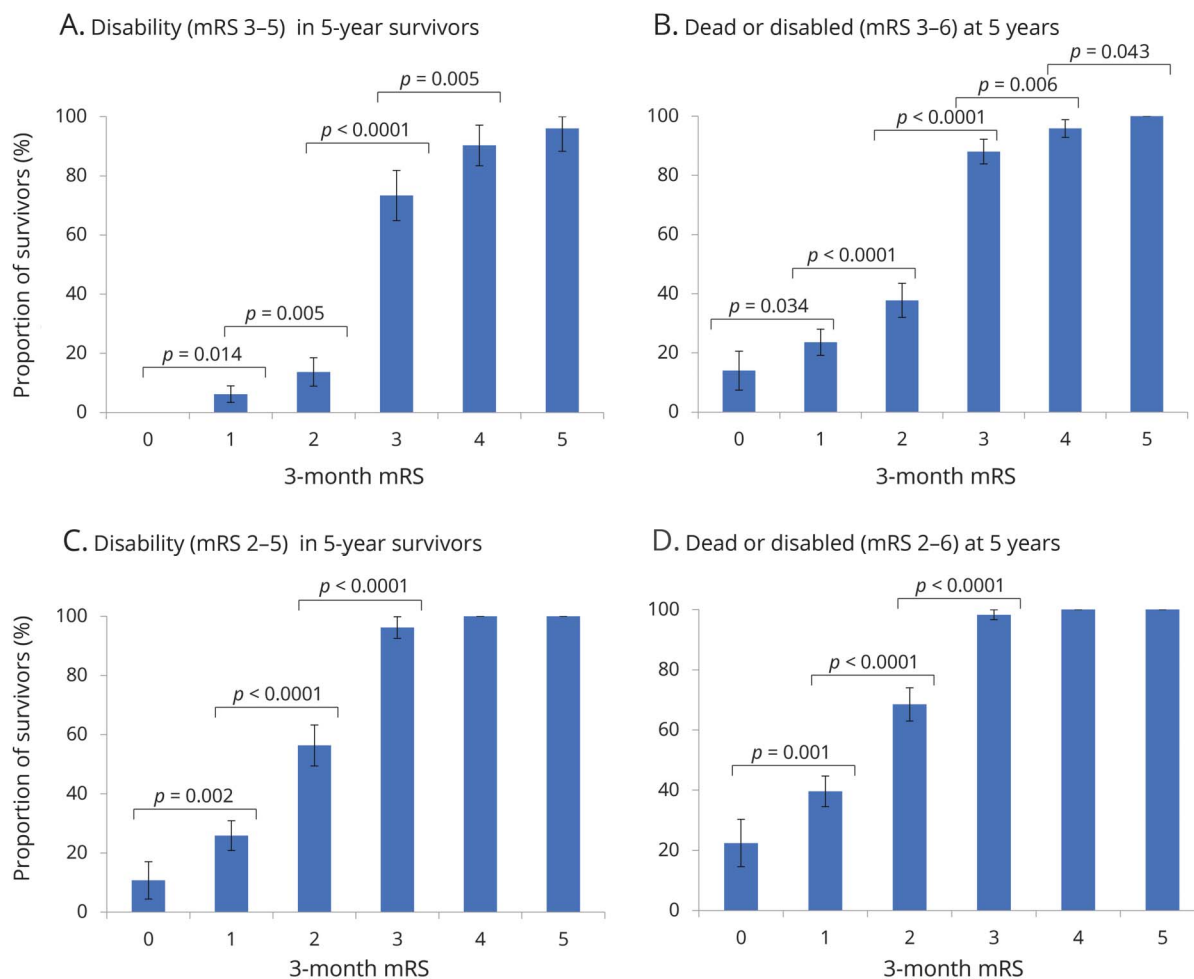 A. Disability (mRS 3–5) in 5-year survivors
Proportion of survivors (%)
100
80
60
40
20
0
p = 0.014
p = 0.005
p < 0.0001
p = 0.005
0 1 2 3 4 5
3-month mRS
B. Dead or disabled (mRS 3–6) at 5 years
100
80
60
40
20
0
p = 0.034
p < 0.0001
p < 0.0001
p = 0.006
p = 0.043
0 1 2 3 4 5
3-month mRS
C. Disability (mRS 2–5) in 5-year survivors
Proportion of survivors (%)
100
80
60
40
20
0
p = 0.002
p < 0.0001
p < 0.0001
0 1 2 3 4 5
3-month mRS
D. Dead or disabled (mRS 2–6) at 5 years
100
80
60
40
20
0
p = 0.001
p < 0.0001
p < 0.0001
0 1 2 3 4 5
3-month mRS